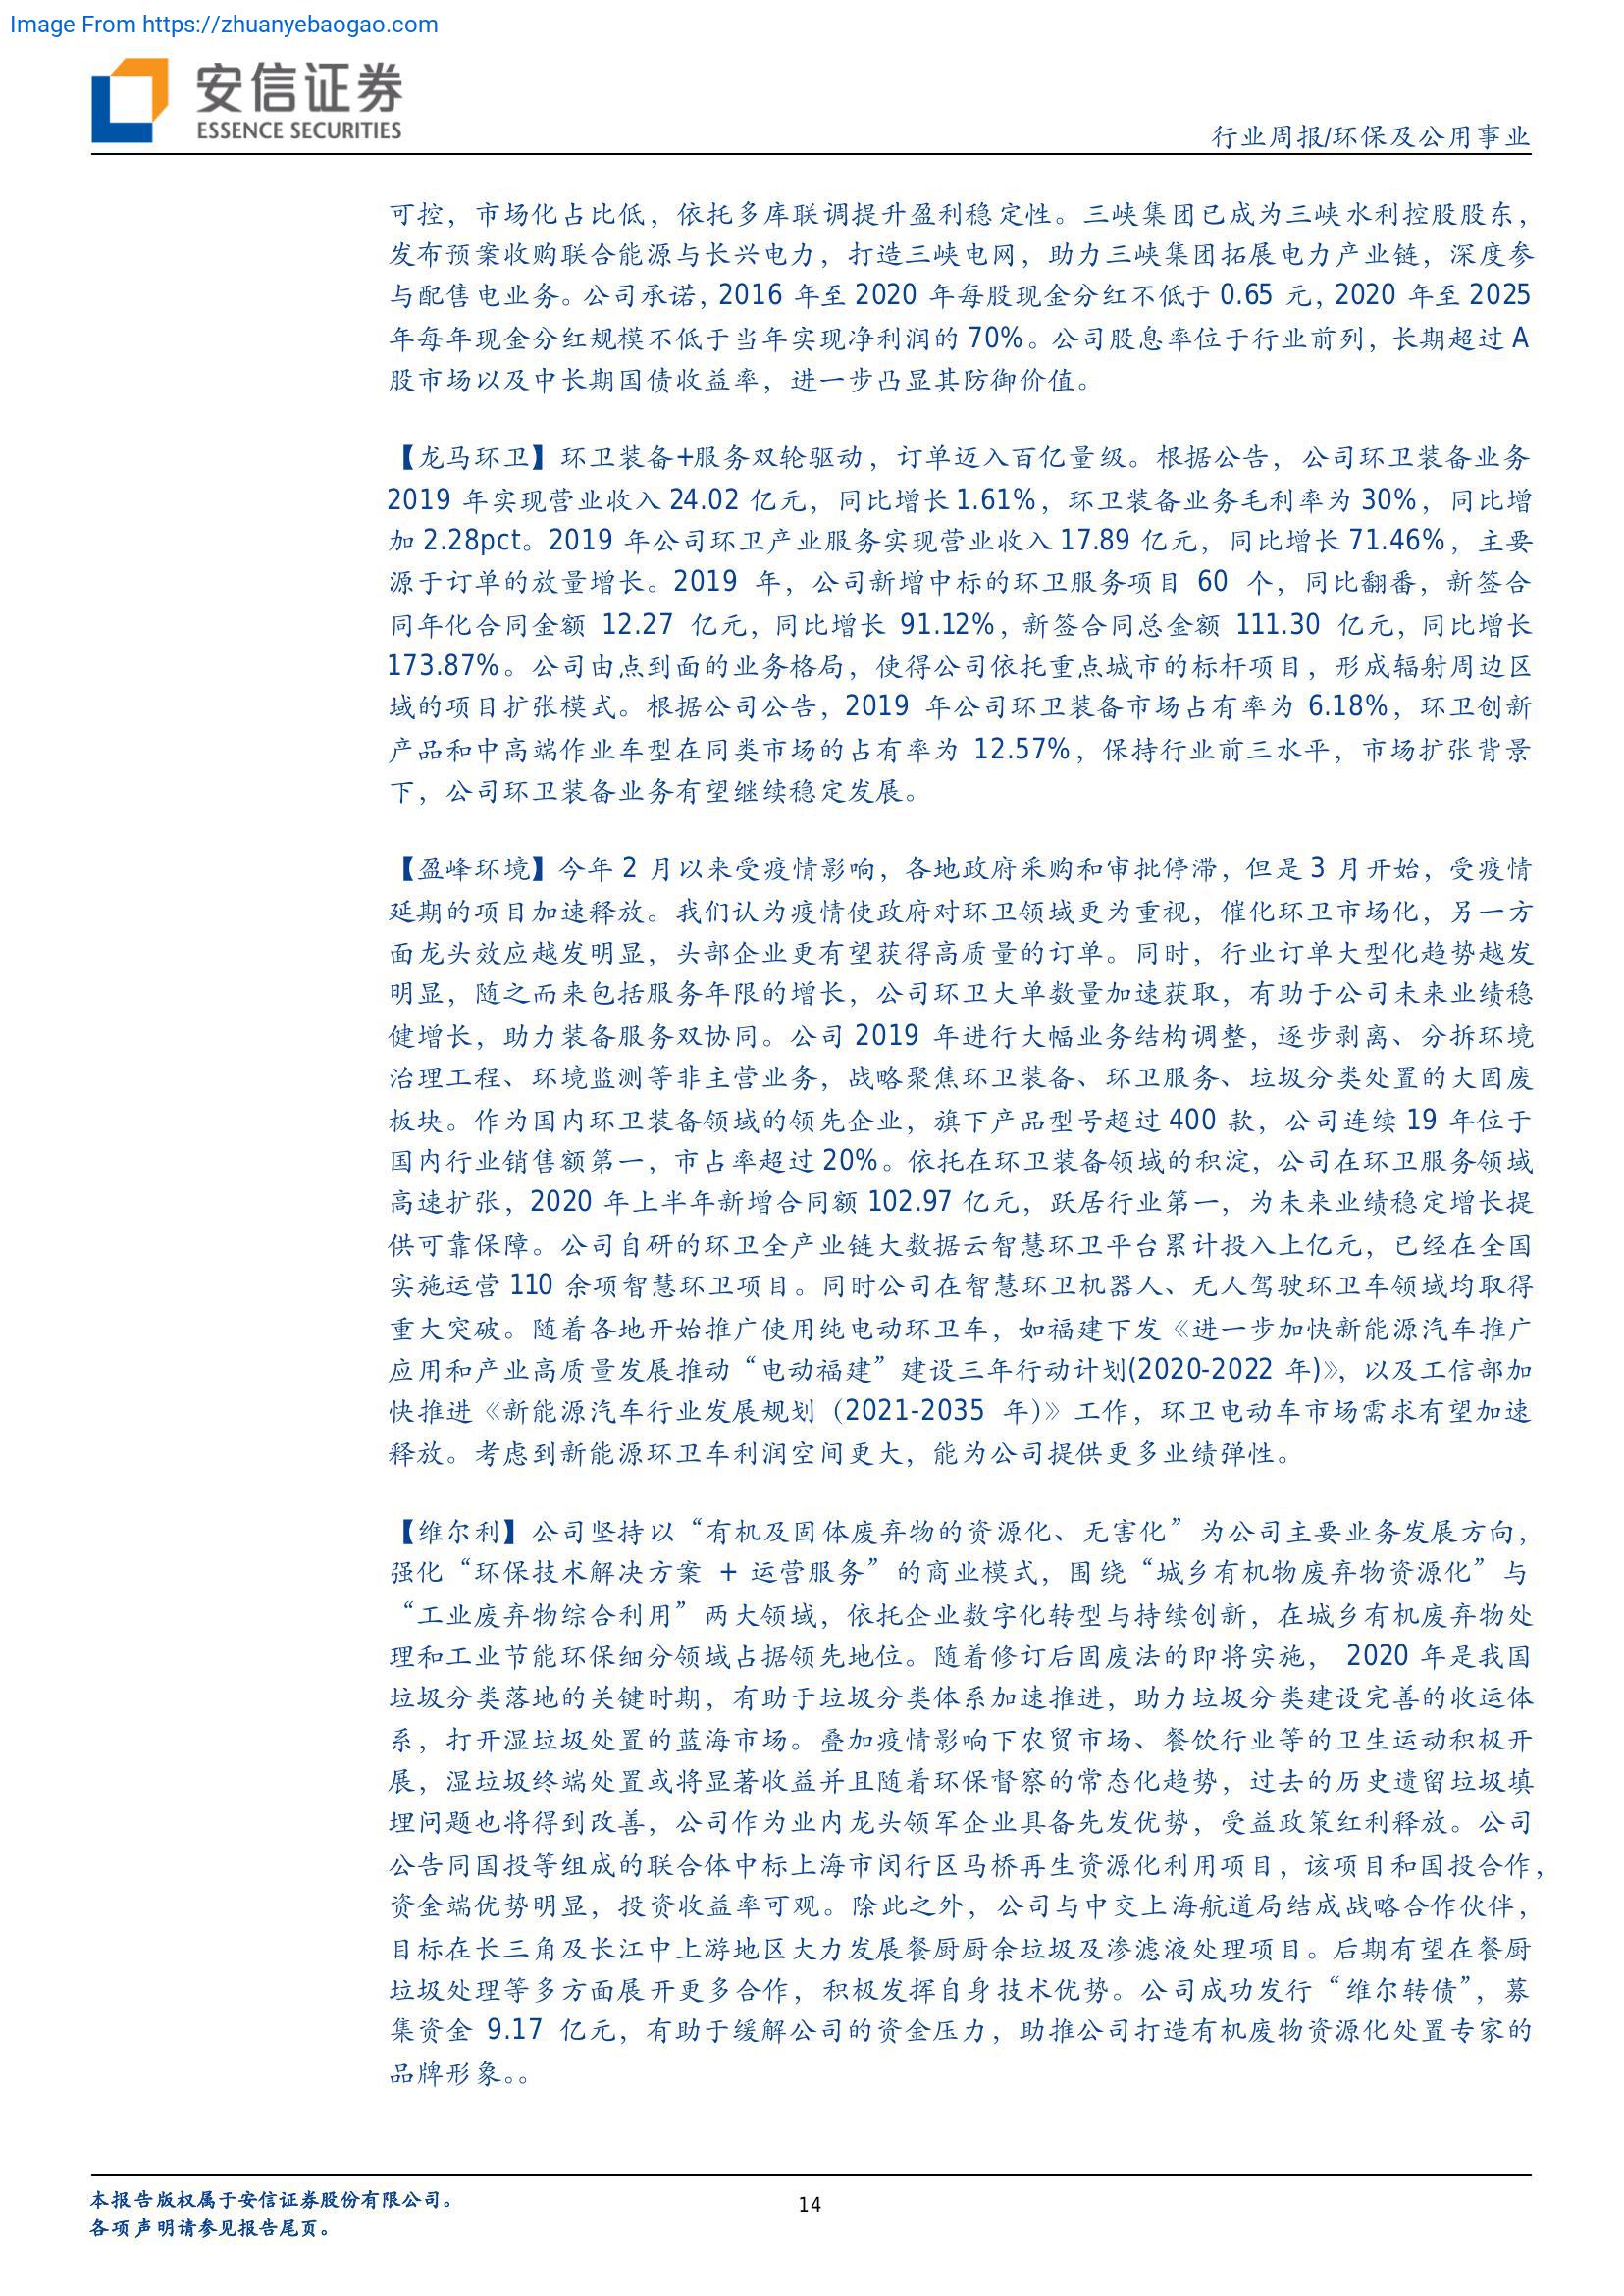 Image From https://zhuanyebaogao.com
安信证券
ESSENCE SECURITIES
行业周报/环保及公用事业
可控，市场化占比低，依托多库联调提升盈利稳定性。三峡集团已成为三峡水利控股股东，
发布预案收购联合能源与长兴电力，打造三峡电网，助力三峡集团拓展电力产业链，深度参
与配售电业务。公司承诺，2016 年至 2020 年每股现金分红不低于 0.65 元，2020 年至 2025
年每年现金分红规模不低于当年实现净利润的 70%。公司股息率位于行业前列，长期超过 A
股市场以及中长期国债收益率，进一步凸显其防御价值。
【龙马环卫】环卫装备+服务双轮驱动，订单迈入百亿量级。根据公告，公司环卫装备业务
2019 年实现营业收入 24.02 亿元，同比增长 1.61%，环卫装备业务毛利率为 30%，同比增
加 2.28pct。2019 年公司环卫产业服务实现营业收入 17.89 亿元，同比增长 71.46%，主要
源于订单的放量增长。2019 年，公司新增中标的环卫服务项目 60 个，同比翻番，新签合
同年化合同金额 12.27 亿元，同比增长 91.12%，新签合同总金额 111.30 亿元，同比增长
173.87%。公司由点到面的业务格局，使得公司依托重点城市的标杆项目，形成辐射周边区
域的项目扩张模式。根据公司公告，2019 年公司环卫装备市场占有率为 6.18%，环卫创新
产品和中高端作业车型在同类市场的占有率为 12.57%，保持行业前三水平，市场扩张背景
下，公司环卫装备业务有望继续稳定发展。
【盈峰环境】今年 2 月以来受疫情影响，各地政府采购和审批停滞，但是 3 月开始，受疫情
延期的项目加速释放。我们认为疫情使政府对环卫领域更为重视，催化环卫市场化，另一方
面龙头效应越发明显，头部企业更有望获得高质量的订单。同时，行业订单大型化趋势越发
明显，随之而来包括服务年限的增长，公司环卫大单数量加速获取，有助于公司未来业绩稳
健增长，助力装备服务双协同。公司 2019 年进行大幅业务结构调整，逐步剥离、分拆环境
治理工程、环境监测等非主营业务，战略聚焦环卫装备、环卫服务、垃圾分类处置的大固废
板块。作为国内环卫装备领域的领先企业，旗下产品型号超过 400 款，公司连续 19 年位于
国内行业销售额第一，市占率超过 20%。依托在环卫装备领域的积淀，公司在环卫服务领域
高速扩张，2020 年上半年新增合同额 102.97 亿元，跃居行业第一，为未来业绩稳定增长提
供可靠保障。公司自研的环卫全产业链大数据云智慧环卫平台累计投入上亿元，已经在全国
实施运营 110 余项智慧环卫项目。同时公司在智慧环卫机器人、无人驾驶环卫车领域均取得
重大突破。随着各地开始推广使用纯电动环卫车，如福建下发《进一步加快新能源汽车推广
应用和产业高质量发展推动“电动福建”建设三年行动计划(2020-2022 年)》，以及工信部加
快推进《新能源汽车行业发展规划（2021-2035 年）》工作，环卫电动车市场需求有望加速
释放。考虑到新能源环卫车利润空间更大，能为公司提供更多业绩弹性。
【维尔利】公司坚持以“有机及固体废弃物的资源化、无害化”为公司主要业务发展方向，
强化“环保技术解决方案 + 运营服务”的商业模式，围绕“城乡有机物废弃物资源化”与
“工业废弃物综合利用”两大领域，依托企业数字化转型与持续创新，在城乡有机废弃物处
理和工业节能环保细分领域占据领先地位。随着修订后固废法的即将实施， 2020 年是我国
垃圾分类落地的关键时期，有助于垃圾分类体系加速推进，助力垃圾分类建设完善的收运体
系，打开湿垃圾处置的蓝海市场。叠加疫情影响下农贸市场、餐饮行业等的卫生运动积极开
展，湿垃圾终端处置或将显著收益并且随着环保督察的常态化趋势，过去的历史遗留垃圾填
埋问题也将得到改善，公司作为业内龙头领军企业具备先发优势，受益政策红利释放。公司
公告同国投等组成的联合体中标上海市闵行区马桥再生资源化利用项目，该项目和国投合作，
资金端优势明显，投资收益率可观。除此之外，公司与中交上海航道局结成战略合作伙伴，
目标在长三角及长江中上游地区大力发展餐厨厨余垃圾及渗滤液处理项目。后期有望在餐厨
垃圾处理等多方面展开更多合作，积极发挥自身技术优势。公司成功发行“维尔转债”，募
集资金 9.17 亿元，有助于缓解公司的资金压力，助推公司打造有机废物资源化处置专家的
品牌形象。。
本报告版权属于安信证券股份有限公司。
各项声明请参见报告尾页。
14